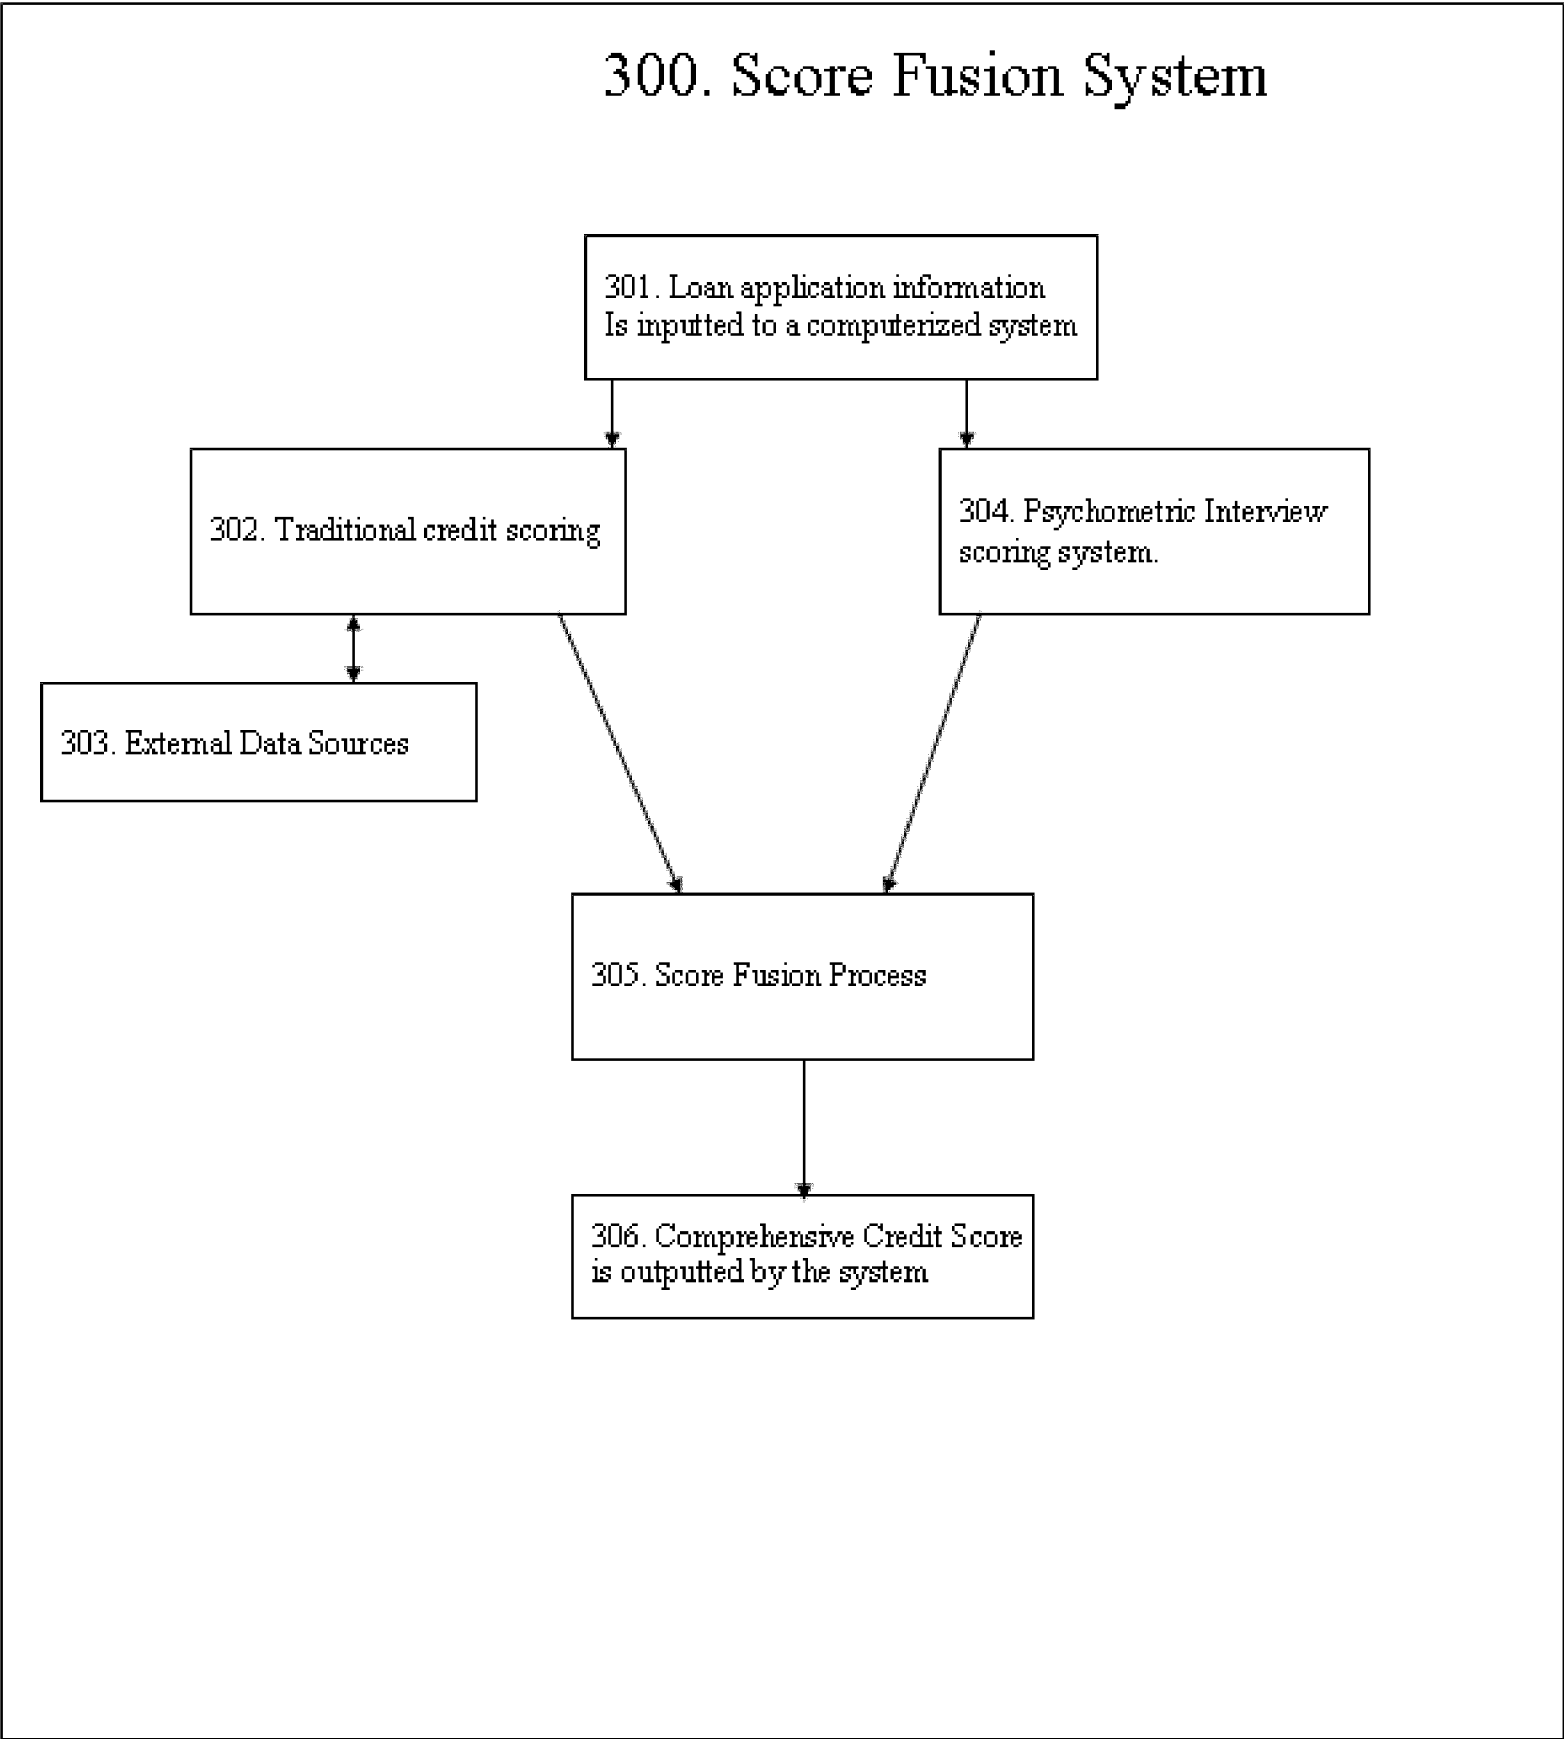 300. Score Fusion System
301. Loan application information
Is inputted to a computerized system
302. Traditional credit scoring
304. Psychometric Interview
scoring system.
303. External Data Sources
305. Score Fusion Process
306. Comprehensive Credit Score
is outputted by the system